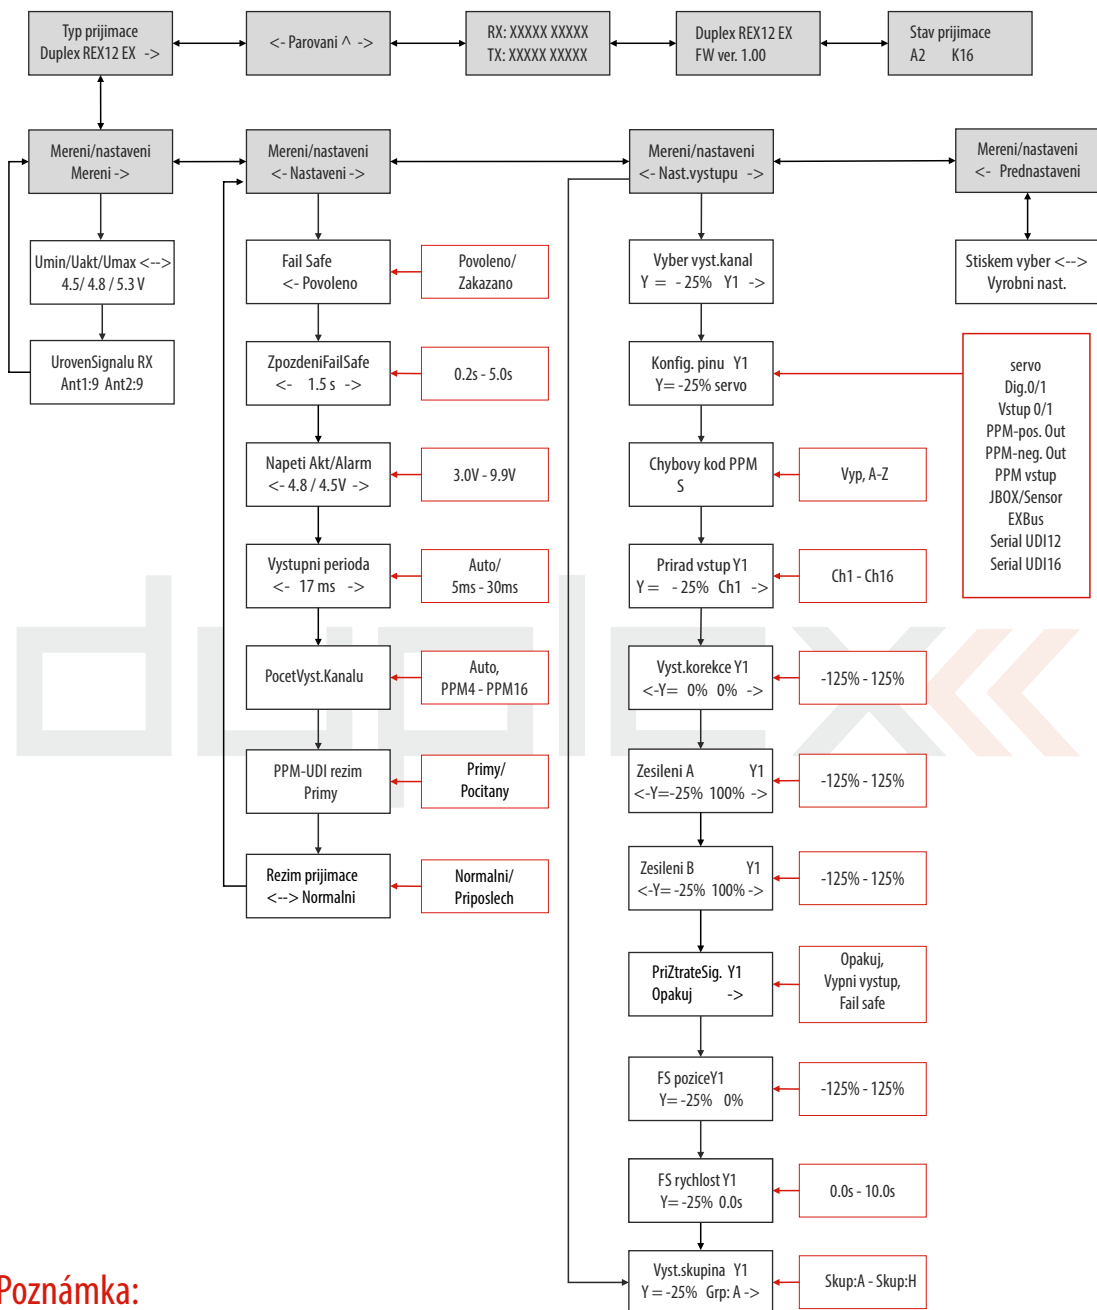 Typ prijimace
Duplex REX12 EX ->
<- Parovani ^ ->
RX: XXXXX XXXXX
TX: XXXXX XXXXX
Duplex REX12 EX
FW ver. 1.00
Stav prijimace
A2 K16
Mereni/nastaveni
Mereni ->
Mereni/nastaveni
<- Nastaveni ->
Mereni/nastaveni
<- Nast.vystupu ->
Mereni/nastaveni
<- Prednastaveni
Umin/Uakt/Umax <-->
4.5/ 4.8 / 5.3 V
UrovenSignalu RX
Ant1:9 Ant2:9
Fail Safe
<- Povoleno
Povoleno/
Zakazano
ZpozdeniFailSafe
<- 1.5 s ->
0.2s - 5.0s
Napeti Akt/Alarm
<- 4.8 / 4.5V ->
3.0V - 9.9V
Vystupni perioda
<- 17 ms ->
Auto/
5ms - 30ms
PocetVyst.Kanalu
Auto,
PPM4 - PPM16
PPM-UDI rezim
Primy
Primy/
Pocitany
Rezim prijimace
<--> Normalni
Normalni/
Priposlech
Vyber vyst.kanal
Y = - 25% Y1 ->
Konfig. pinu Y1
Y= -25% servo
Chybovy kod PPM
S
Vyp, A-Z
Prirad vstup Y1
Y = - 25% Ch1 ->
Ch1 - Ch16
Vyst.korekce Y1
<-Y= 0% 0% ->
-125% - 125%
Zesileni A Y1
<-Y=-25% 100% ->
-125% - 125%
Zesileni B Y1
<-Y= -25% 100% ->
-125% - 125%
PriZtrateSig. Y1
Opakuj ->
Opakuj,
Vypni vystup,
Fail safe
FS poziceY1
Y= -25% 0%
-125% - 125%
FS rychlost Y1
Y= -25% 0.0s
0.0s - 10.0s
Vyst.skupina Y1
Y = -25% Grp: A ->
Skup:A - Skup:H
Stiskem vyber <-->
Vyrobni nast.
servo
Dig.0/1
Vstup 0/1
PPM-pos. Out
PPM-neg. Out
PPM vstup
JBOX/Sensor
EXBus
Serial UDI12
Serial UDI16
duplex
Poznámka: